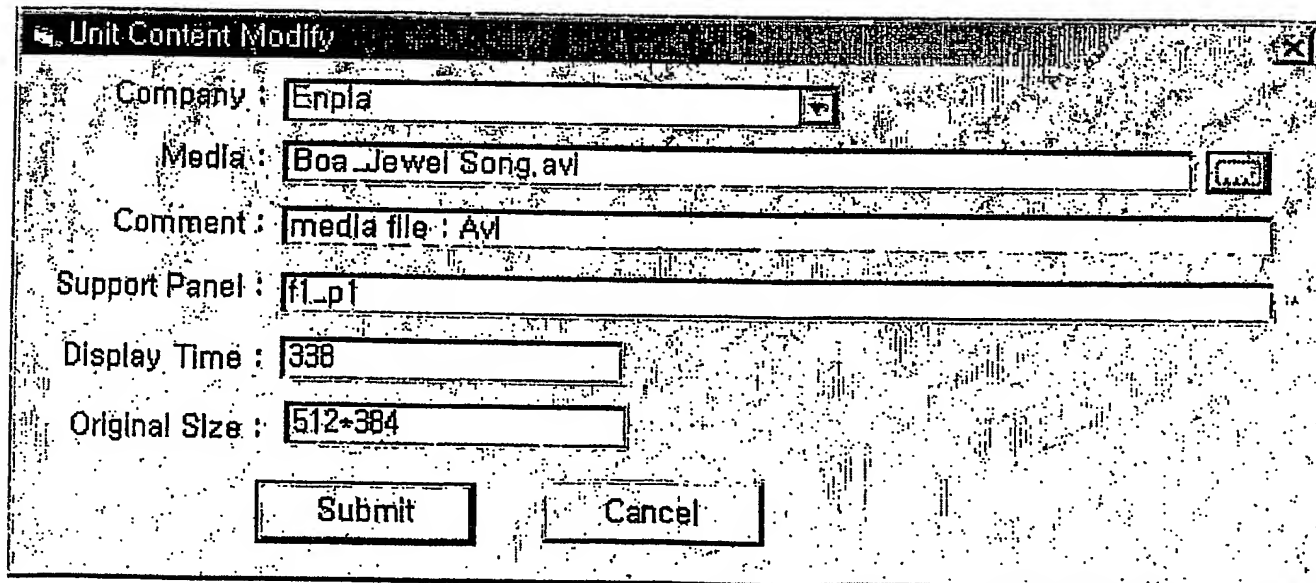 Unit Content Modify
Company : Enpla
Media : Boa_Jewel Song.avi ...
Comment : media file : Avi
Support Panel : f1_p1
Display Time : 338
Original Size : 512*384
Submit Cancel